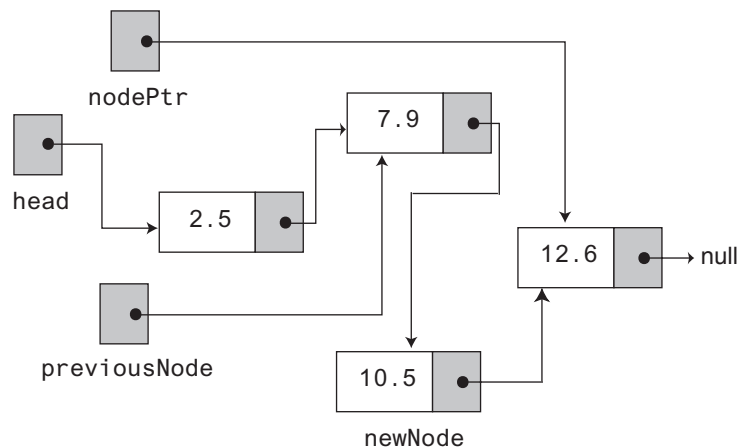 nodePtr
7.9
head
2.5
12.6
null
previousNode
10.5
newNode